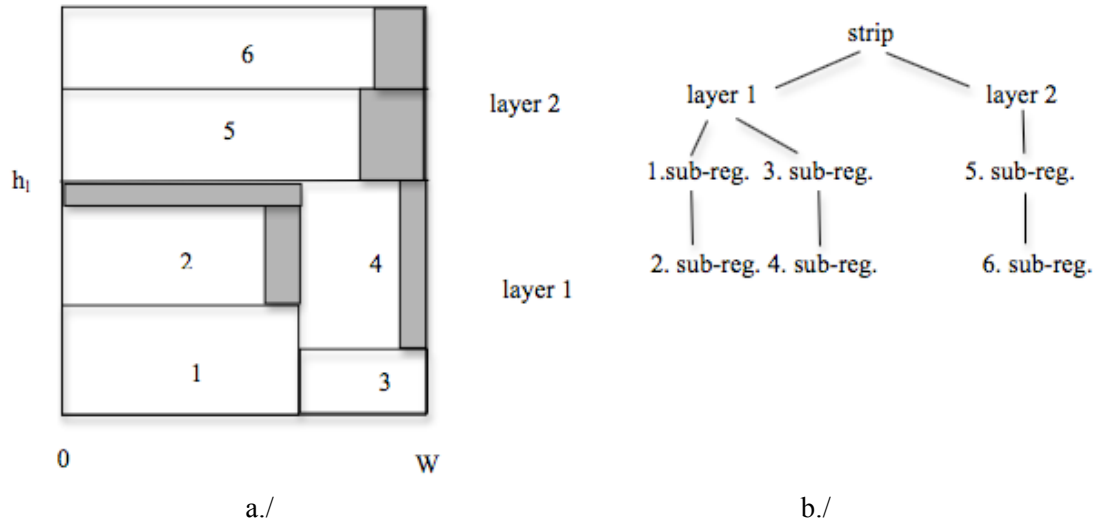 6
5
2
4
1
3
h₁
0
W
layer 2
layer 1
a./
strip
layer 1
layer 2
1.sub-reg.
3. sub-reg.
5. sub-reg.
2. sub-reg.
4. sub-reg.
6. sub-reg.
b./